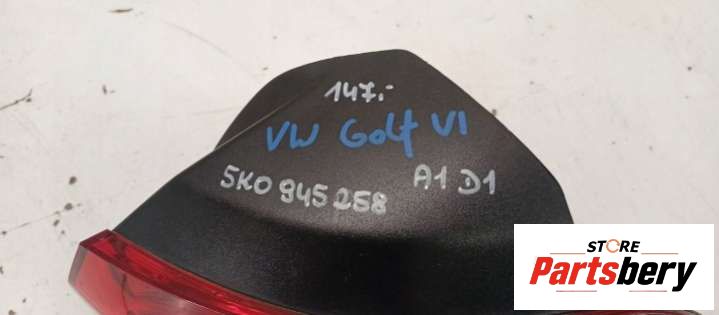 147.-
VW Golf VI
5K0 945 258 A1 D1
STORE
Partsbery